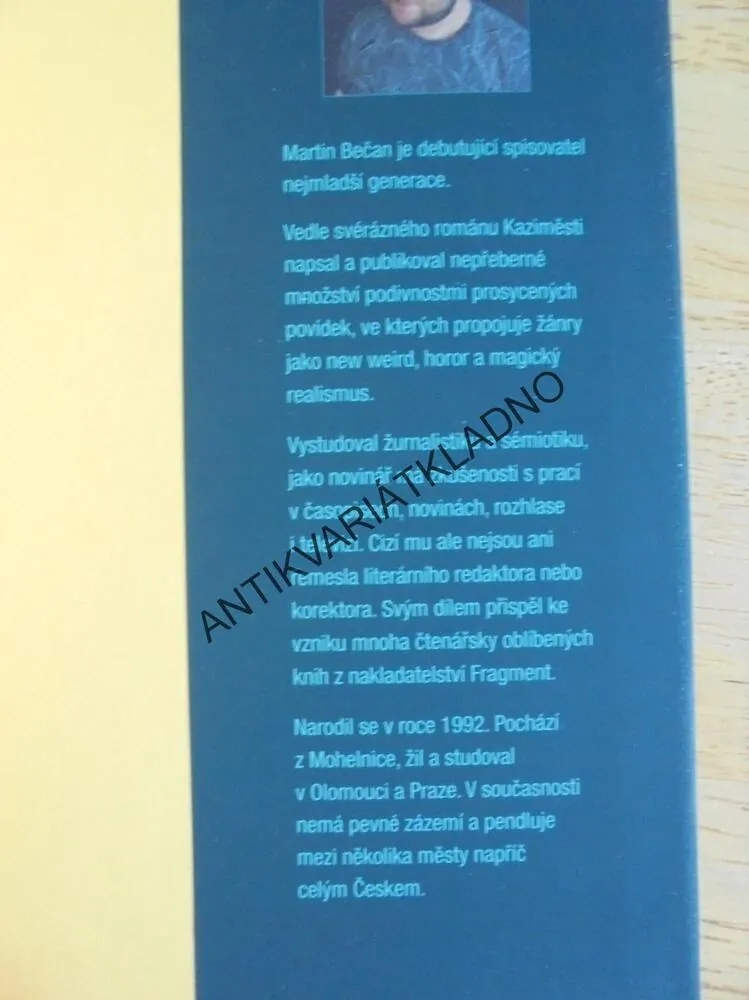 Martin Bečan je debutující spisovatel
nejmladší generace.
Vedle svérázného románu Kaziměsti
napsal a publikoval nepřeberné
množství podivnostmi prosycených
povídek, ve kterých propojuje žánry
jako new weird, horor a magický
realismus.
Vystudoval žurnalistiku a sémiotiku,
jako novinář má zkušenosti s prací
v časopisech, novinách, rozhlase
i televizi. Cizí mu ale nejsou ani
řemesla literárního redaktora nebo
korektora. Svým dílem přispěl ke
vzniku mnoha čtenářsky oblíbených
knih z nakladatelství Fragment.
Narodil se v roce 1992. Pochází
z Mohelnice, žil a studoval
v Olomouci a Praze. V současnosti
nemá pevné zázemí a pendluje
mezi několika městy napříč
celým Českem.
ANTIKVARIÁTKLADNO